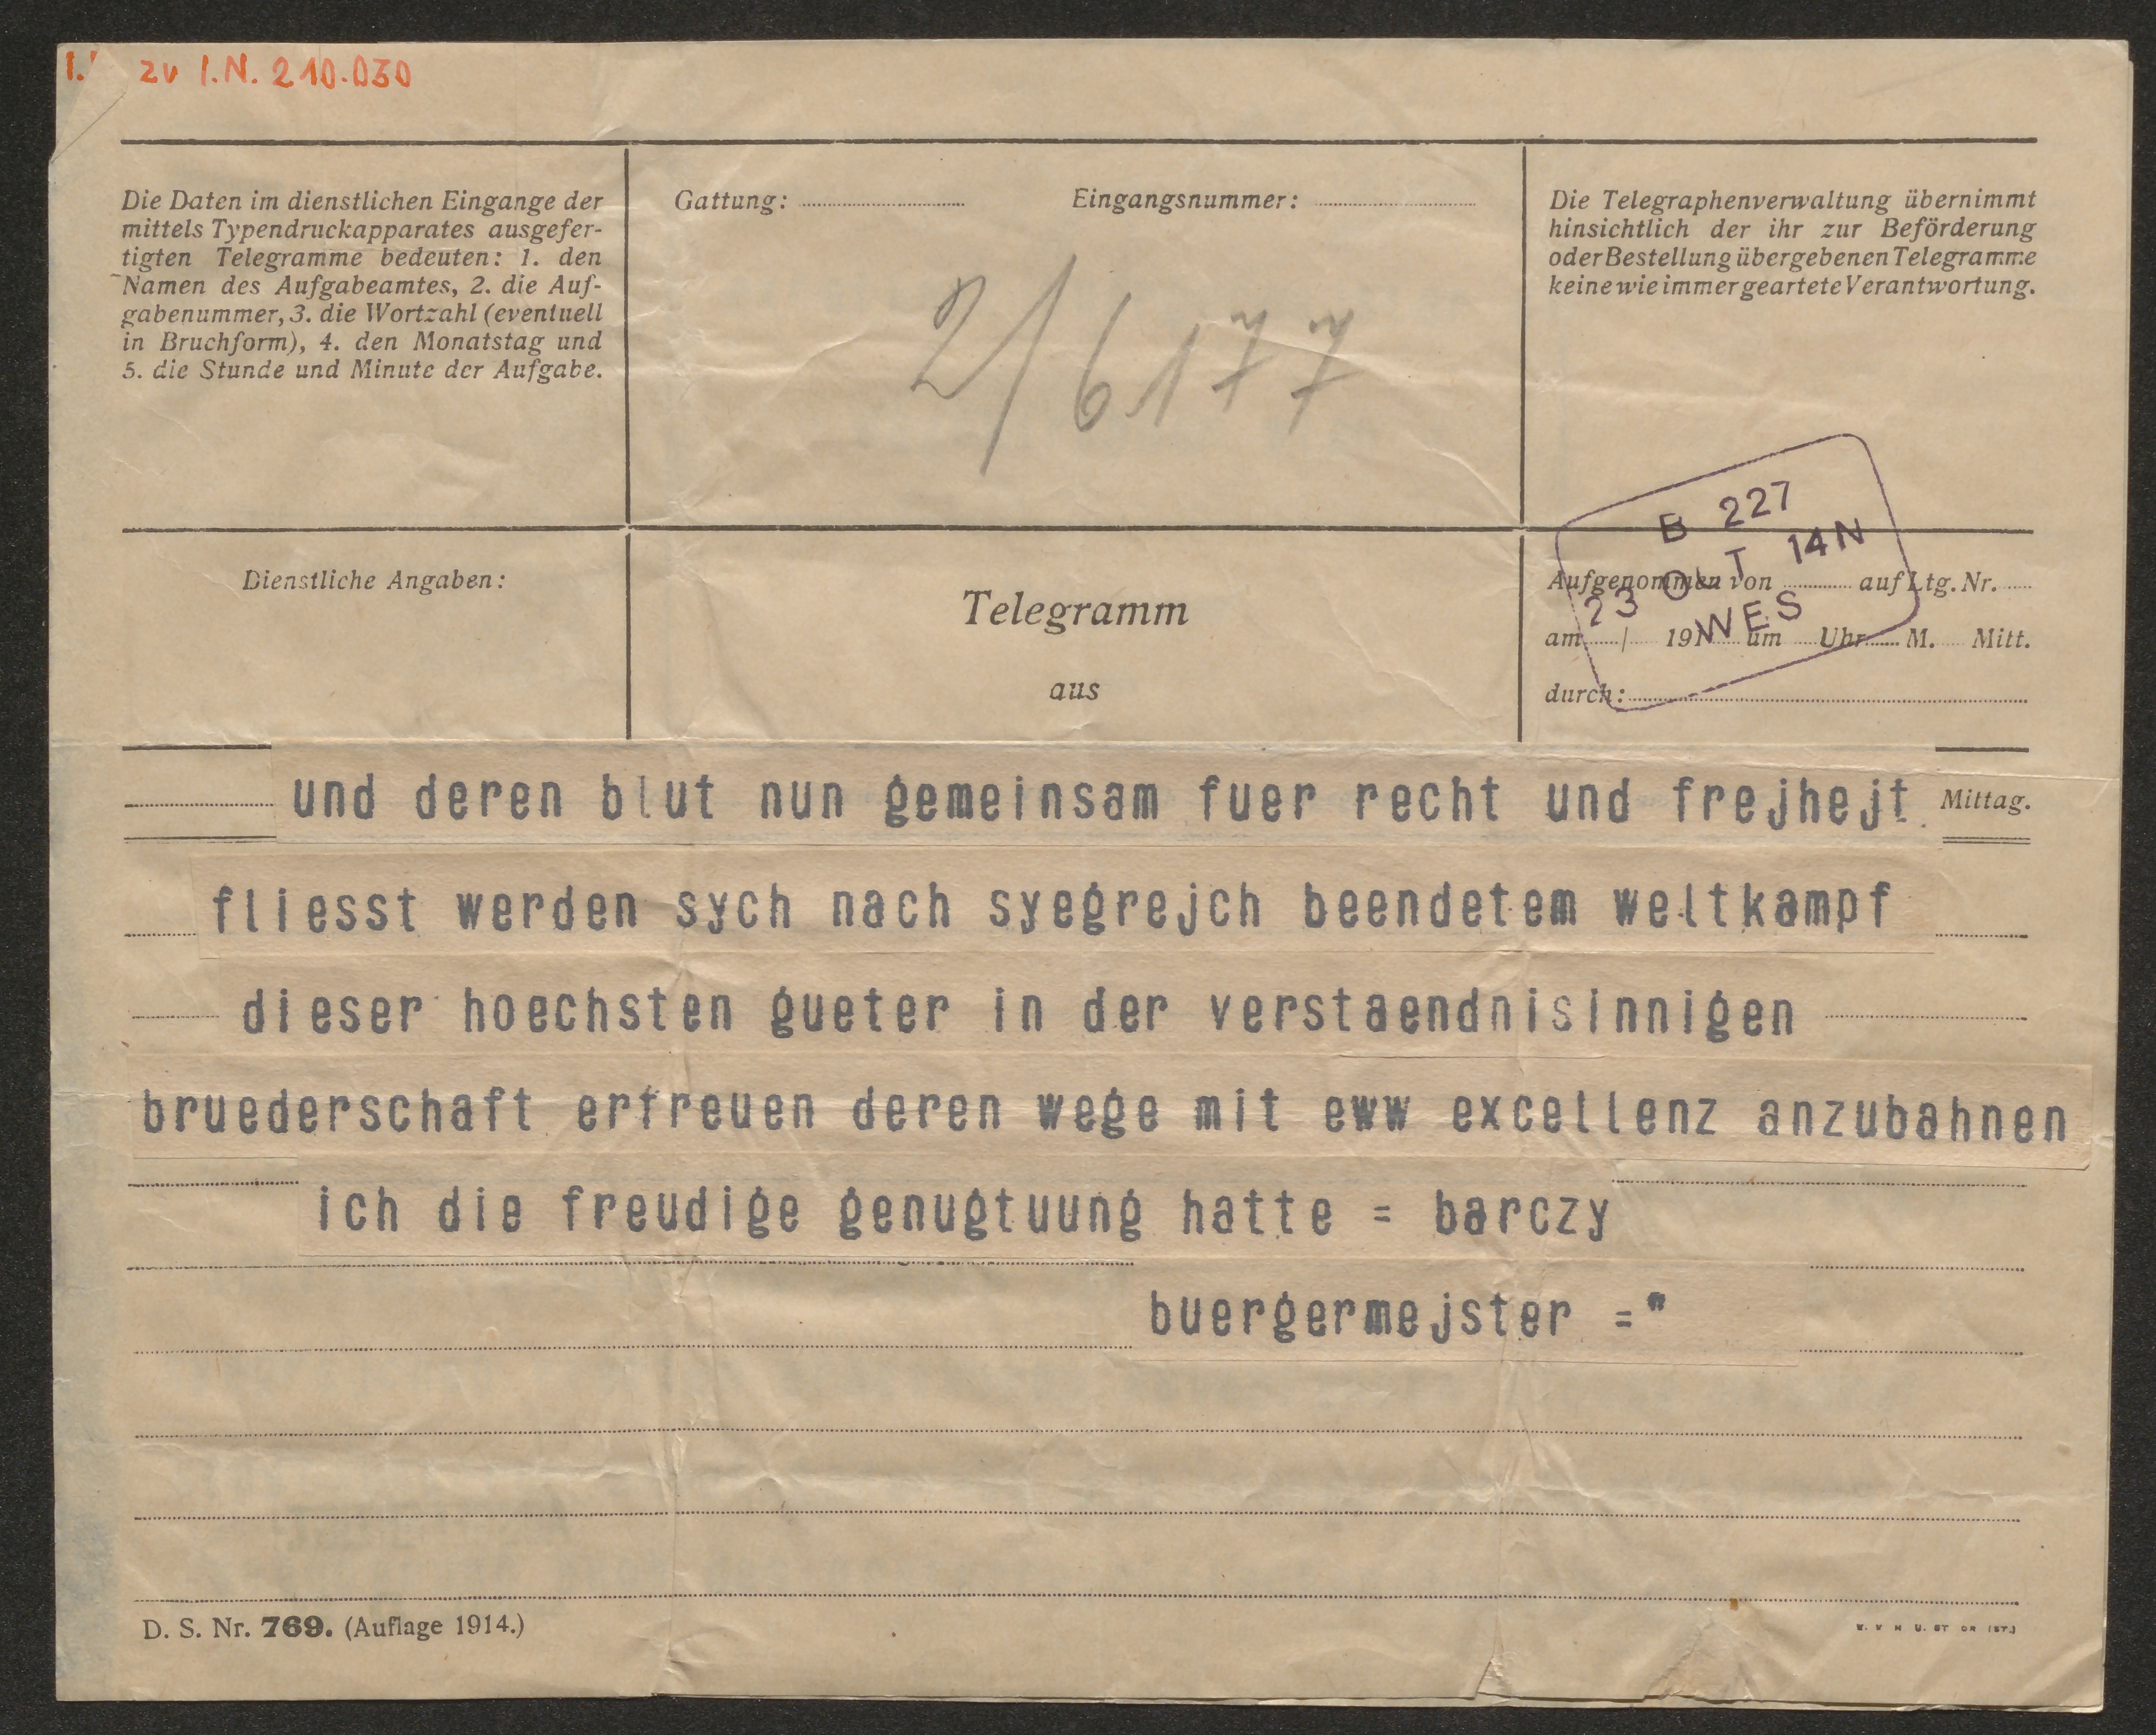 1.' zu I.N. 210.030
Die Daten im dienstlichen Eingange der
mittels Typendruckapparates ausgefer-
tigten Telegramme bedeuten: 1. den
Namen des Aufgabeamtes, 2. die Auf-
gabenummer, 3. die Wortzahl (eventuell
in Bruchform), 4. den Monatstag und
5. die Stunde und Minute der Aufgabe.
Gattung: Eingangsnummer:
2/6177
Die Telegraphenverwaltung übernimmt
hinsichtlich der ihr zur Beförderung
oder Bestellung übergebenen Telegramme
keine wie immer geartete Verantwortung.
Dienstliche Angaben:
Telegramm
aus
B 227
23 OKT 14N
WES
Aufgenommen von auf Ltg. Nr.
am / 191 um Uhr M. Mitt.
durch:
und deren blut nun gemeinsam fuer recht und frejhejt Mittag.
fliesst werden sych nach syegrejch beendetem weltkampf
dieser hoechsten gueter in der verstaendnisinnigen
bruederschaft erfreuen deren wege mit eww excellenz anzubahnen
ich die freudige genugtuung hatte = barczy
buergermejster ="
D. S. Nr. 769. (Auflage 1914.)